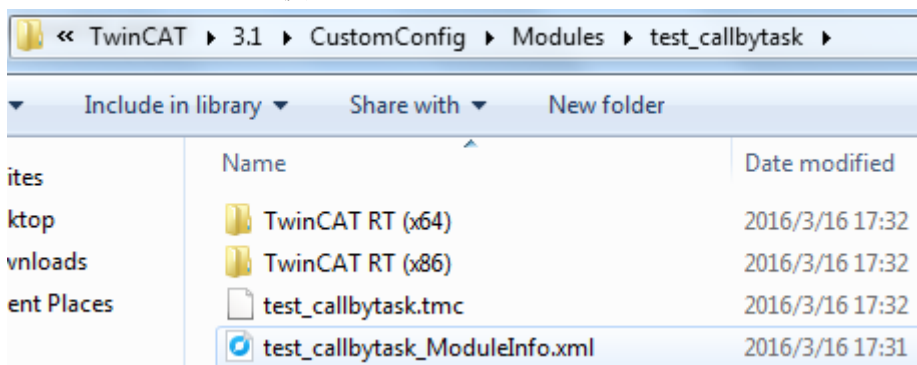 « TwinCAT ▸ 3.1 ▸ CustomConfig ▸ Modules ▸ test_callbytask ▸
Include in library ▾ Share with ▾ New folder
Name Date modified
ites
ktop
TwinCAT RT (x64) 2016/3/16 17:32
vnloads
TwinCAT RT (x86) 2016/3/16 17:32
ent Places
test_callbytask.tmc 2016/3/16 17:32
test_callbytask_ModuleInfo.xml 2016/3/16 17:31